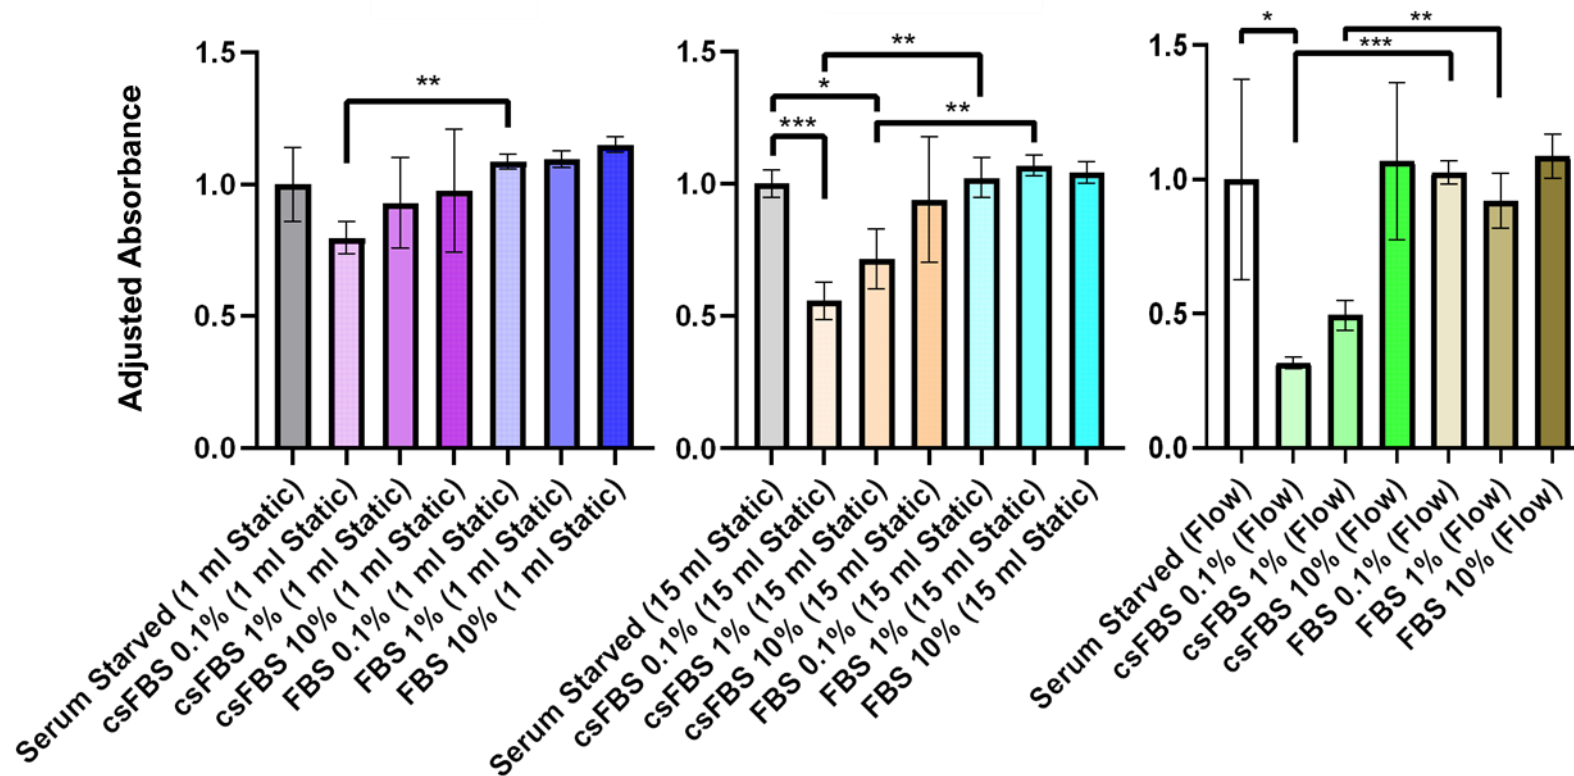 Adjusted Absorbance
1.5
1.0
0.5
0.0
**
Serum Starved (1 ml Static)
csFBS 0.1% (1 ml Static)
csFBS 1% (1 ml Static)
csFBS 10% (1 ml Static)
FBS 0.1% (1 ml Static)
FBS 1% (1 ml Static)
FBS 10% (1 ml Static)
1.5
1.0
0.5
0.0
**
*
**
***
Serum Starved (15 ml Static)
csFBS 0.1% (15 ml Static)
csFBS 1% (15 ml Static)
csFBS 10% (15 ml Static)
FBS 0.1% (15 ml Static)
FBS 1% (15 ml Static)
FBS 10% (15 ml Static)
1.5
1.0
0.5
0.0
*
**
***
Serum Starved (Flow)
csFBS 0.1% (Flow)
csFBS 1% (Flow)
csFBS 10% (Flow)
FBS 0.1% (Flow)
FBS 1% (Flow)
FBS 10% (Flow)